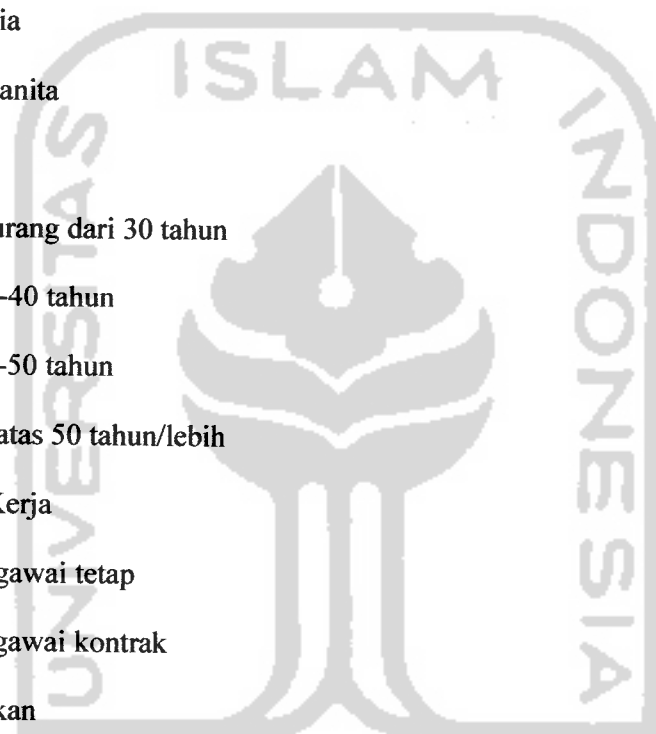 ia
ISLAM
anita
UNIVERSITAS
INDONESIA
urang dari 30 tahun
-40 tahun
-50 tahun
atas 50 tahun/lebih
Kerja
gawai tetap
gawai kontrak
kan